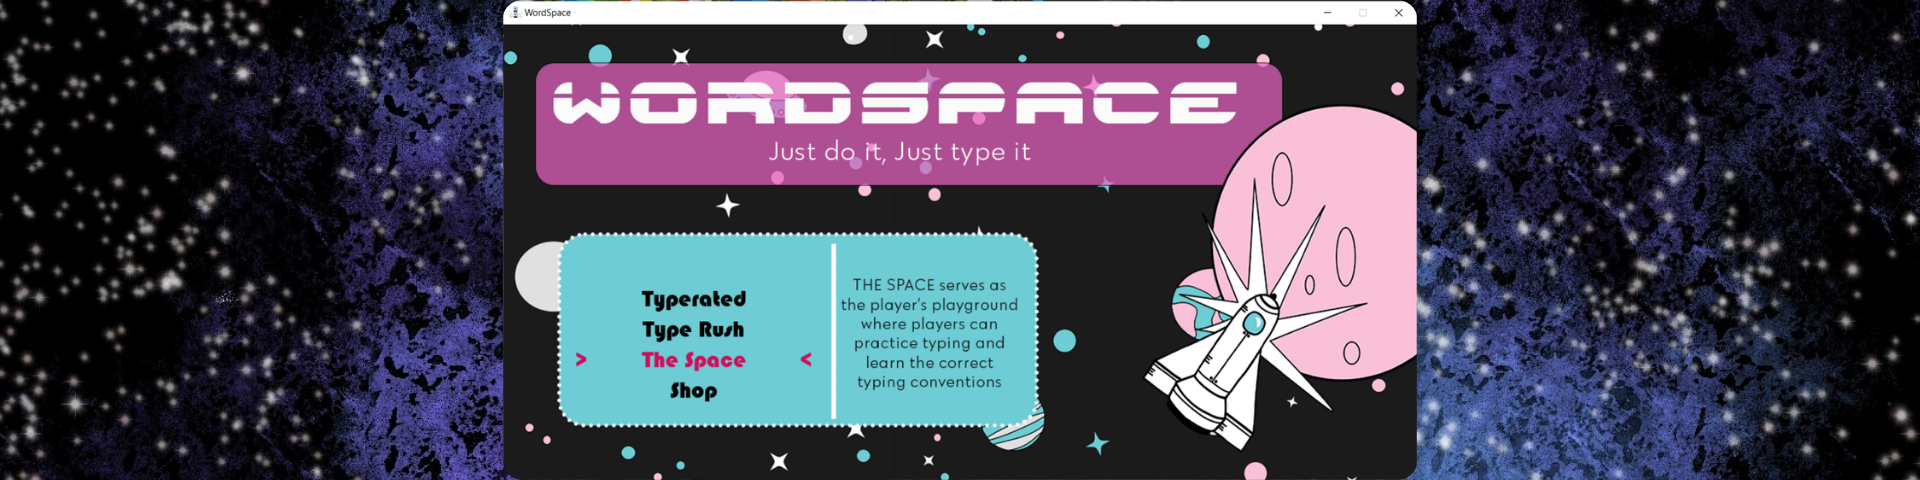 WordSpace
WORDSPACE
Just do it, Just type it
Typerated
Type Rush
> The Space <
Shop
THE SPACE serves as
the player's playground
where players can
practice typing and
learn the correct
typing conventions